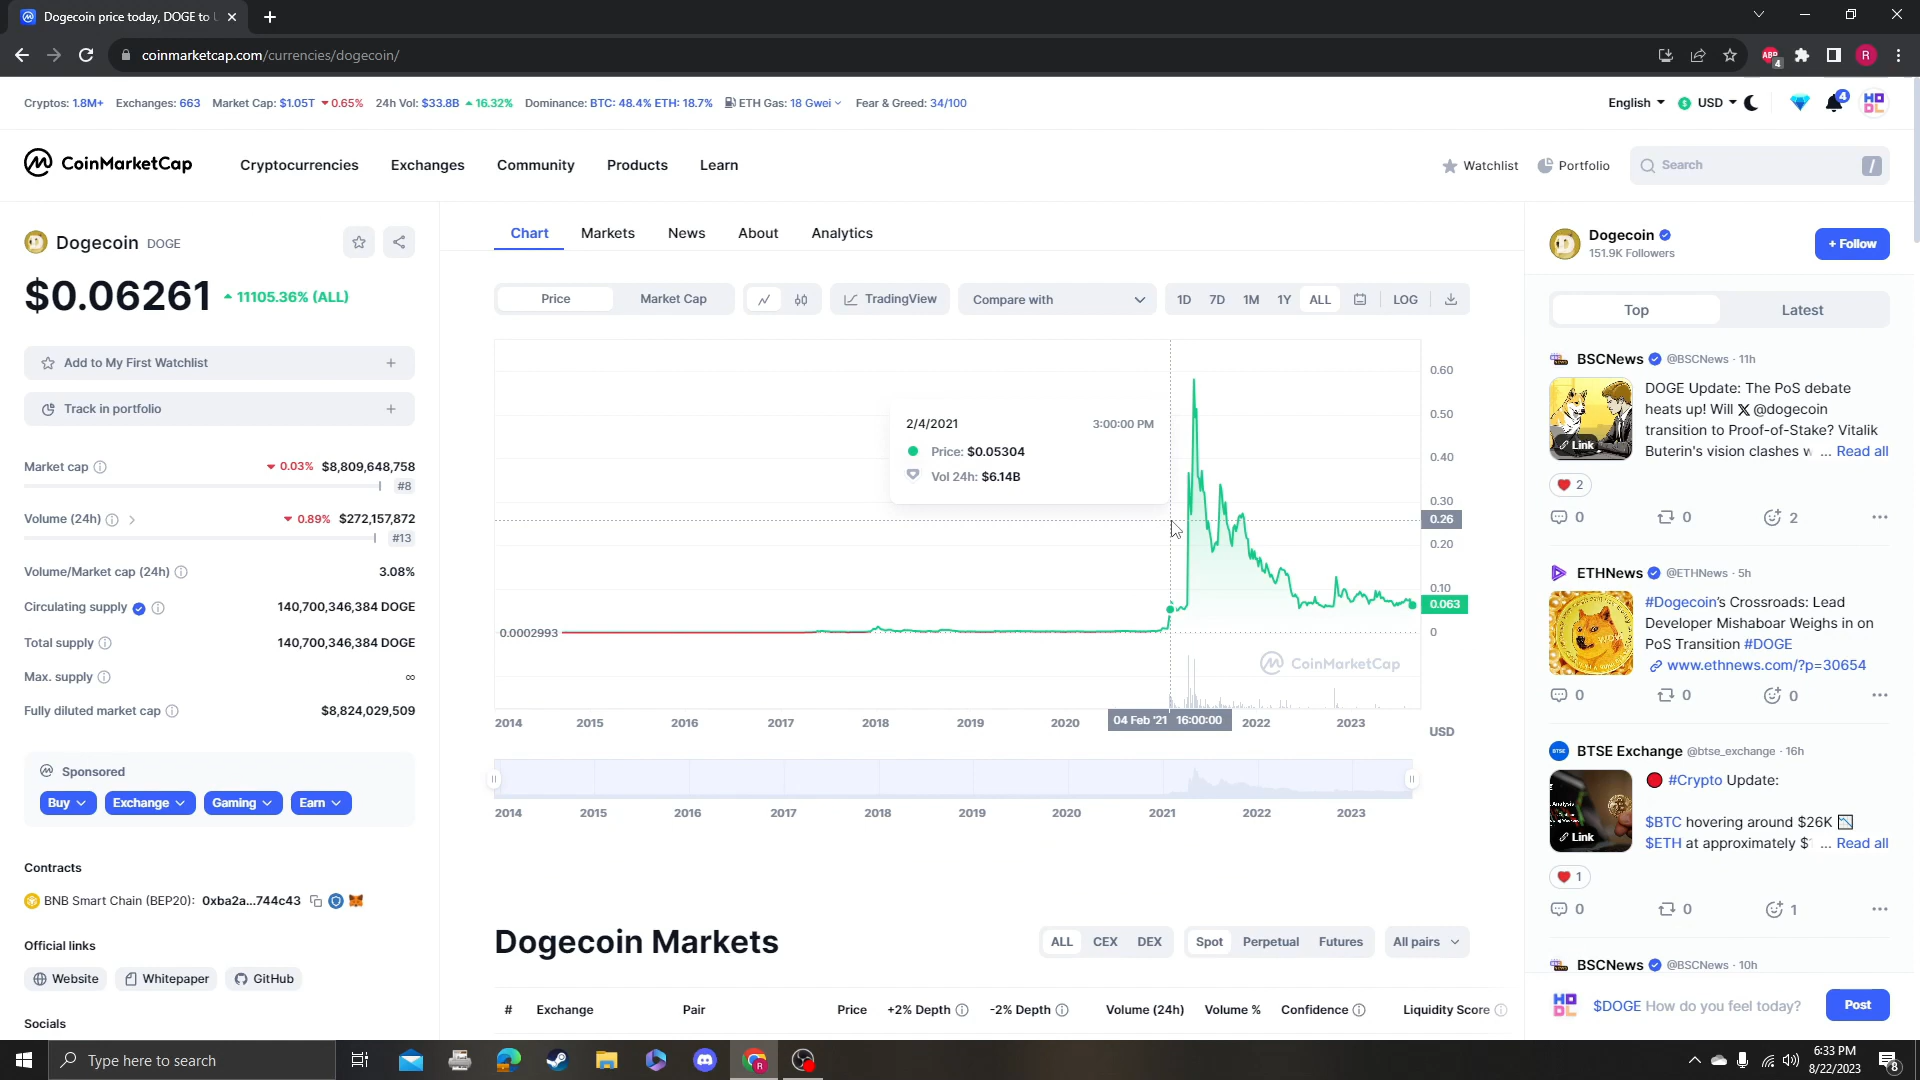 Dogecoin price today, DOGE to U
coinmarketcap.com/currencies/dogecoin/
ABP 4
R
Cryptos: 1.8M+ Exchanges: 663 Market Cap: $1.05T 0.65% 24h Vol: $33.8B 16.32% Dominance: BTC: 48.4% ETH: 18.7% ETH Gas: 18 Gwei Fear & Greed: 34/100
English USD 4 HODL
CoinMarketCap Cryptocurrencies Exchanges Community Products Learn
Watchlist Portfolio Search /
Dogecoin DOGE
$0.06261 11105.36% (ALL)
Add to My First Watchlist +
Track in portfolio +
Market cap 0.03% $8,809,648,758
#8
Volume (24h) 0.89% $272,157,872
#13
Volume/Market cap (24h) 3.08%
Circulating supply 140,700,346,384 DOGE
Total supply 140,700,346,384 DOGE
Max. supply ∞
Fully diluted market cap $8,824,029,509
Sponsored
Buy Exchange Gaming Earn
Contracts
BNB Smart Chain (BEP20): 0xba2a...744c43
Official links
Website Whitepaper GitHub
Socials
Chart Markets News About Analytics
Price Market Cap TradingView Compare with 1D 7D 1M 1Y ALL LOG
0.60
0.50
0.40
0.30
0.26
0.20
0.10
0.063
0
2/4/2021 3:00:00 PM
Price: $0.05304
Vol 24h: $6.14B
0.0002993
CoinMarketCap
2014 2015 2016 2017 2018 2019 2020 04 Feb '21 16:00:00 2022 2023
USD
2014 2015 2016 2017 2018 2019 2020 2021 2022 2023
Dogecoin Markets
ALL CEX DEX Spot Perpetual Futures All pairs
# Exchange Pair Price +2% Depth -2% Depth Volume (24h) Volume % Confidence Liquidity Score
Dogecoin
151.9K Followers
+ Follow
Top Latest
BSCNews @BSCNews · 11h
Link
DOGE Update: The PoS debate
heats up! Will X @dogecoin
transition to Proof-of-Stake? Vitalik
Buterin's vision clashes w ... Read all
2
0 0 2
ETHNews @ETHNews · 5h
#Dogecoin's Crossroads: Lead
Developer Mishaboar Weighs in on
PoS Transition #DOGE
www.ethnews.com/?p=30654
0 0 0
BTSE Exchange @btse_exchange · 16h
Link
#Crypto Update:
$BTC hovering around $26K
$ETH at approximately $ ... Read all
1
0 0 1
BSCNews @BSCNews · 10h
HODL $DOGE How do you feel today? Post
Type here to search
6:33 PM
8/22/2023
8